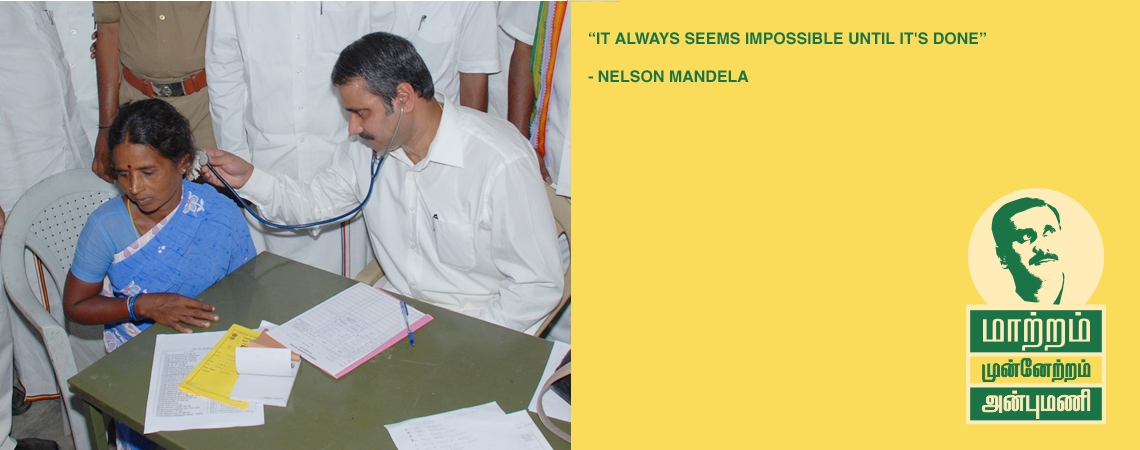 “IT ALWAYS SEEMS IMPOSSIBLE UNTIL IT'S DONE”
- NELSON MANDELA
மாற்றம்
முன்னேற்றம்
அன்புமணி